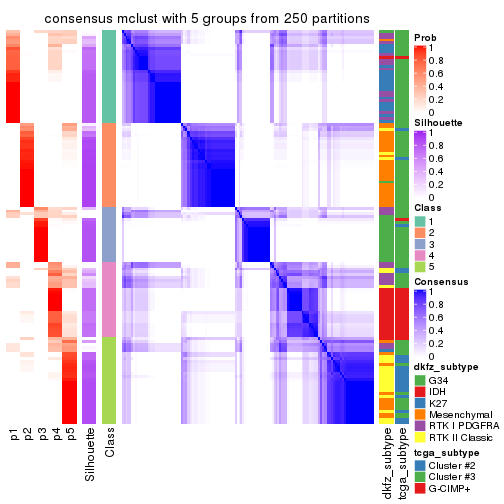 consensus mclust with 5 groups from 250 partitions
Prob
1
0.8
0.6
0.4
0.2
0
Silhouette
1
0.8
0.6
0.4
0.2
0
Class
1
2
3
4
5
Consensus
1
0.8
0.6
0.4
0.2
0
dkfz_subtype
G34
IDH
K27
Mesenchymal
RTK I PDGFRA
RTK II Classic
tcga_subtype
Cluster #2
Cluster #3
G-CIMP+
p1
p2
p3
p4
p5
Silhouette
Class
dkfz_subtype
tcga_subtype